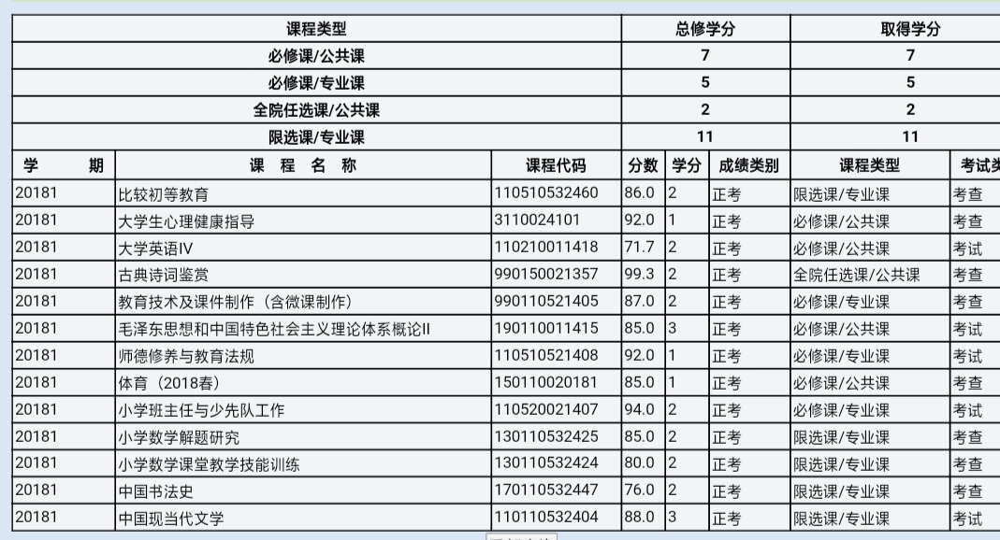 课程类型 总修学分 取得学分
必修课/公共课 7 7
必修课/专业课 5 5
全院任选课/公共课 2 2
限选课/专业课 11 11
学 期 课 程 名 称 课程代码 分数 学分 成绩类别 课程类型 考试类
20181 比较初等教育 110510532460 86.0 2 正考 限选课/专业课 考查
20181 大学生心理健康指导 3110024101 92.0 1 正考 必修课/公共课 考查
20181 大学英语IV 110210011418 71.7 2 正考 必修课/公共课 考试
20181 古典诗词鉴赏 990150021357 99.3 2 正考 全院任选课/公共课 考查
20181 教育技术及课件制作（含微课制作） 990110521405 87.0 2 正考 必修课/专业课 考查
20181 毛泽东思想和中国特色社会主义理论体系概论II 190110011415 85.0 3 正考 必修课/公共课 考试
20181 师德修养与教育法规 110510521408 92.0 1 正考 必修课/专业课 考试
20181 体育（2018春） 150110020181 85.0 1 正考 必修课/公共课 考查
20181 小学班主任与少先队工作 110520021407 94.0 2 正考 必修课/专业课 考试
20181 小学数学解题研究 130110532425 85.0 2 正考 限选课/专业课 考查
20181 小学数学课堂教学技能训练 130110532424 80.0 2 正考 限选课/专业课 考查
20181 中国书法史 170110532447 76.0 2 正考 限选课/专业课 考查
20181 中国现当代文学 110110532404 88.0 3 正考 限选课/专业课 考试